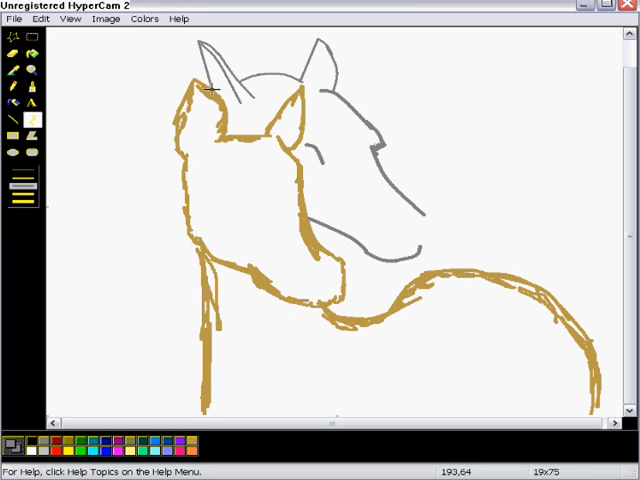 Unregistered HyperCam 2
File Edit View Image Colors Help
A
For Help, click Help Topics on the Help Menu.
193,64
19x75